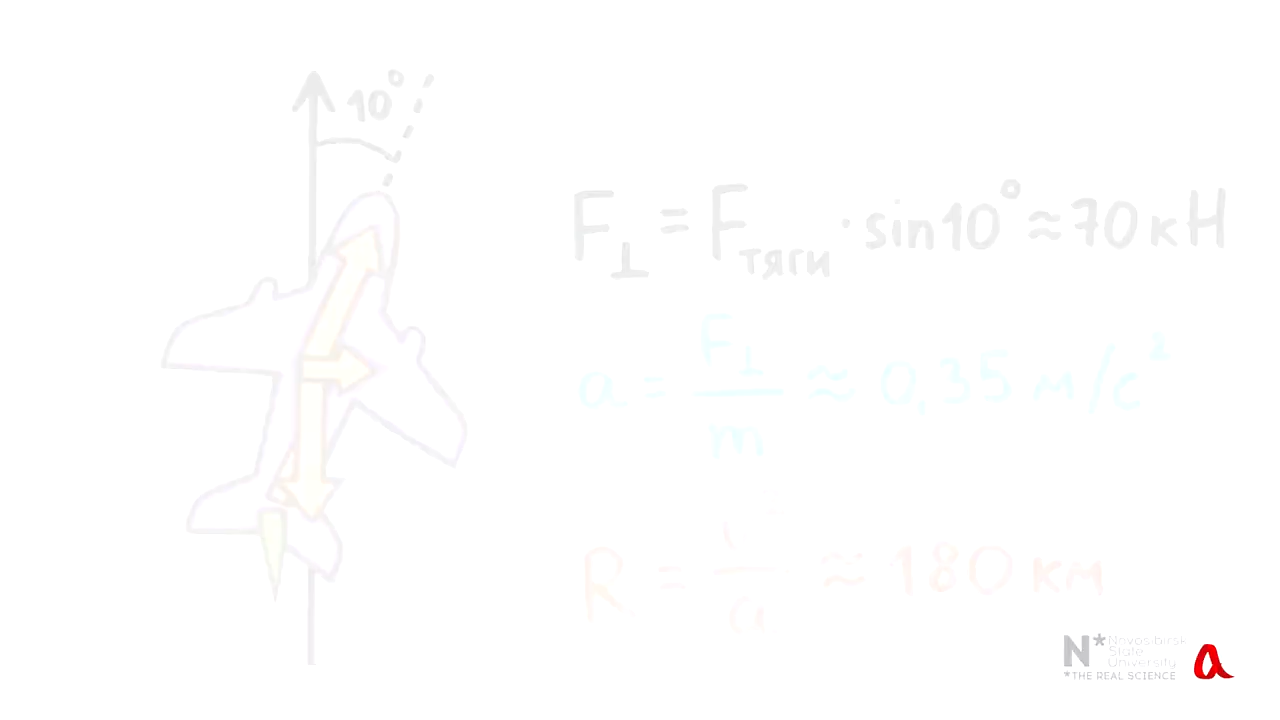 10°
F⊥ = Fтяги · sin10° ≈ 70 кН
a = F⊥/m ≈ 0,35 м/с²
R = /a ≈ 180 км
N* Novosibirsk
State
University
*THE REAL SCIENCE
a